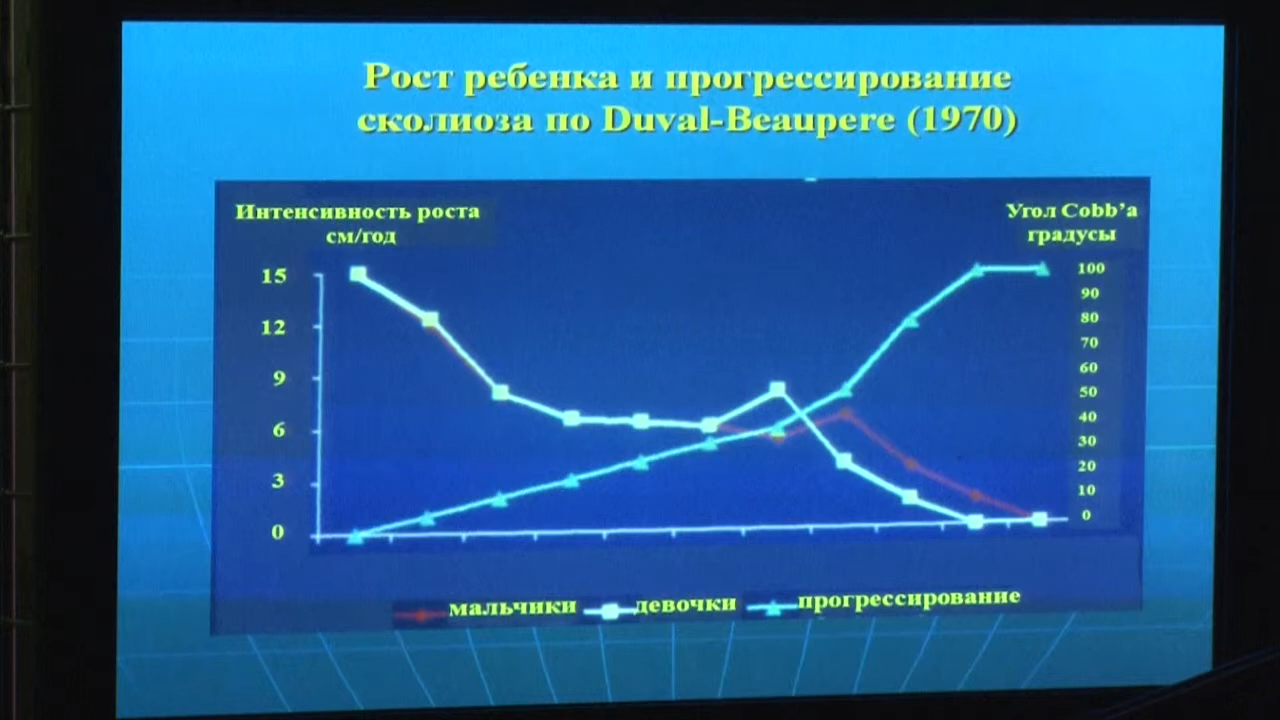 Рост ребенка и прогрессирование
сколиоза по Duval-Beaupere (1970)
Интенсивность роста
см/год
Угол Cobb’а
градусы
15
12
9
6
3
0
100
90
80
70
60
50
40
30
20
10
0
мальчики девочки прогрессирование